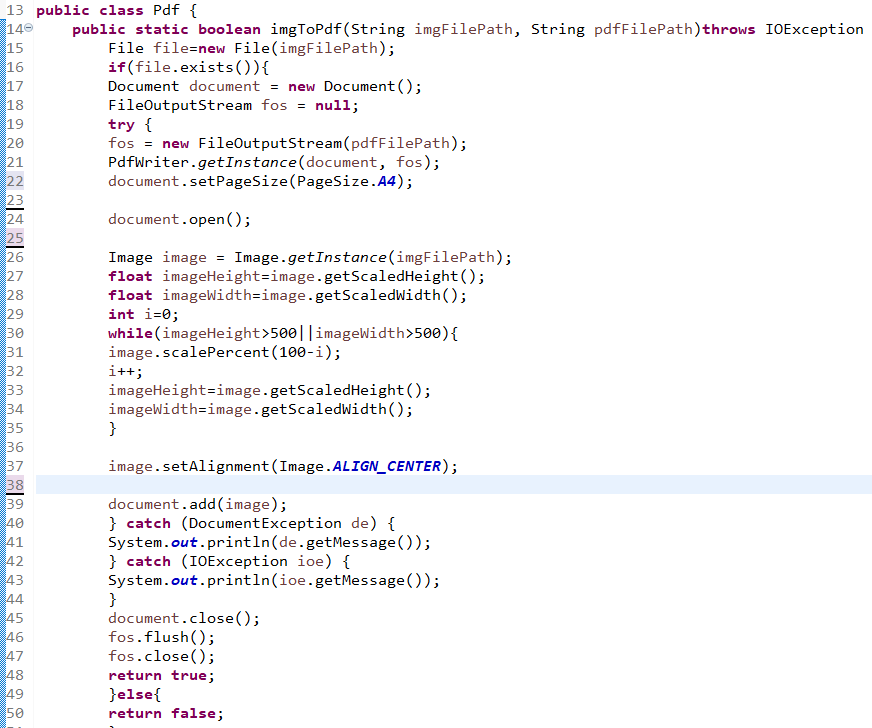 13 public class Pdf {
14 public static boolean imgToPdf(String imgFilePath, String pdfFilePath)throws IOException
15 File file=new File(imgFilePath);
16 if(file.exists()){
17 Document document = new Document();
18 FileOutputStream fos = null;
19 try {
20 fos = new FileOutputStream(pdfFilePath);
21 PdfWriter.getInstance(document, fos);
22 document.setPageSize(PageSize.A4);
23
24 document.open();
25
26 Image image = Image.getInstance(imgFilePath);
27 float imageHeight=image.getScaledHeight();
28 float imageWidth=image.getScaledWidth();
29 int i=0;
30 while(imageHeight>500||imageWidth>500){
31 image.scalePercent(100-i);
32 i++;
33 imageHeight=image.getScaledHeight();
34 imageWidth=image.getScaledWidth();
35 }
36
37 image.setAlignment(Image.ALIGN_CENTER);
38
39 document.add(image);
40 } catch (DocumentException de) {
41 System.out.println(de.getMessage());
42 } catch (IOException ioe) {
43 System.out.println(ioe.getMessage());
44 }
45 document.close();
46 fos.flush();
47 fos.close();
48 return true;
49 }else{
50 return false;